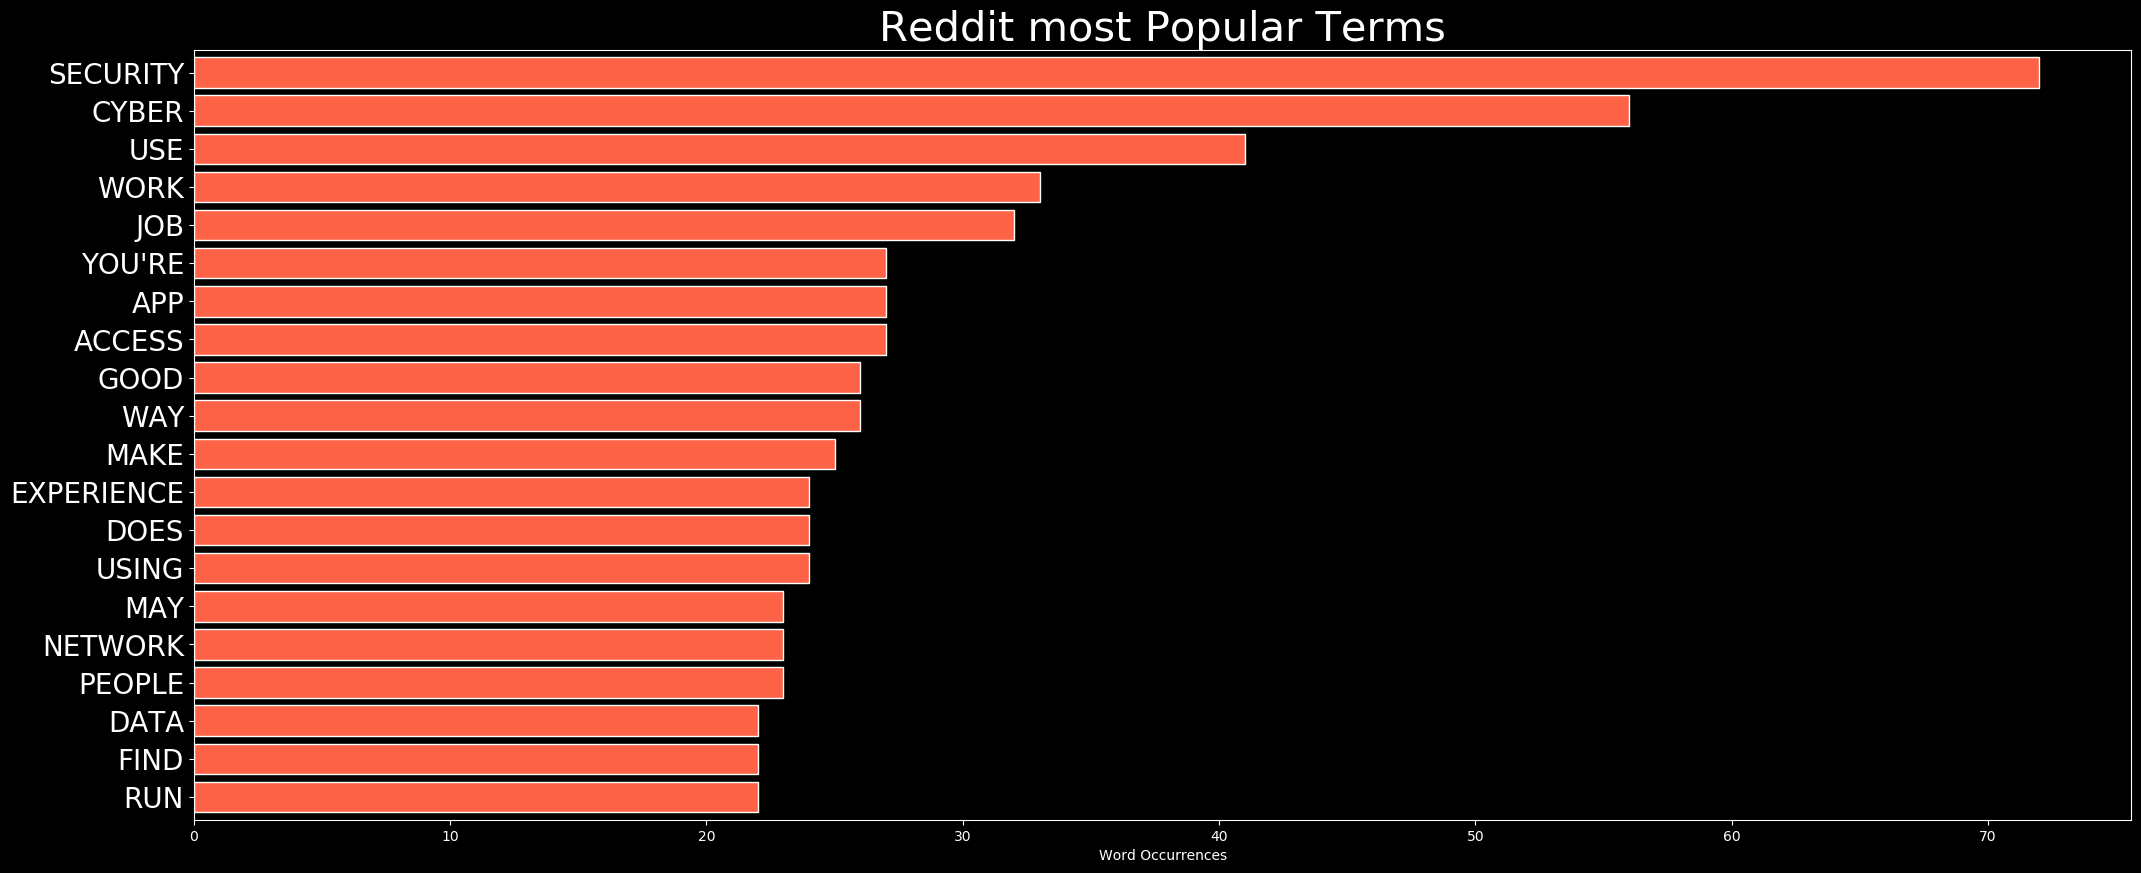 Reddit most Popular Terms
SECURITY
CYBER
USE
WORK
JOB
YOU'RE
APP
ACCESS
GOOD
WAY
MAKE
EXPERIENCE
DOES
USING
MAY
NETWORK
PEOPLE
DATA
FIND
RUN
0 10 20 30 40 50 60 70
Word Occurrences